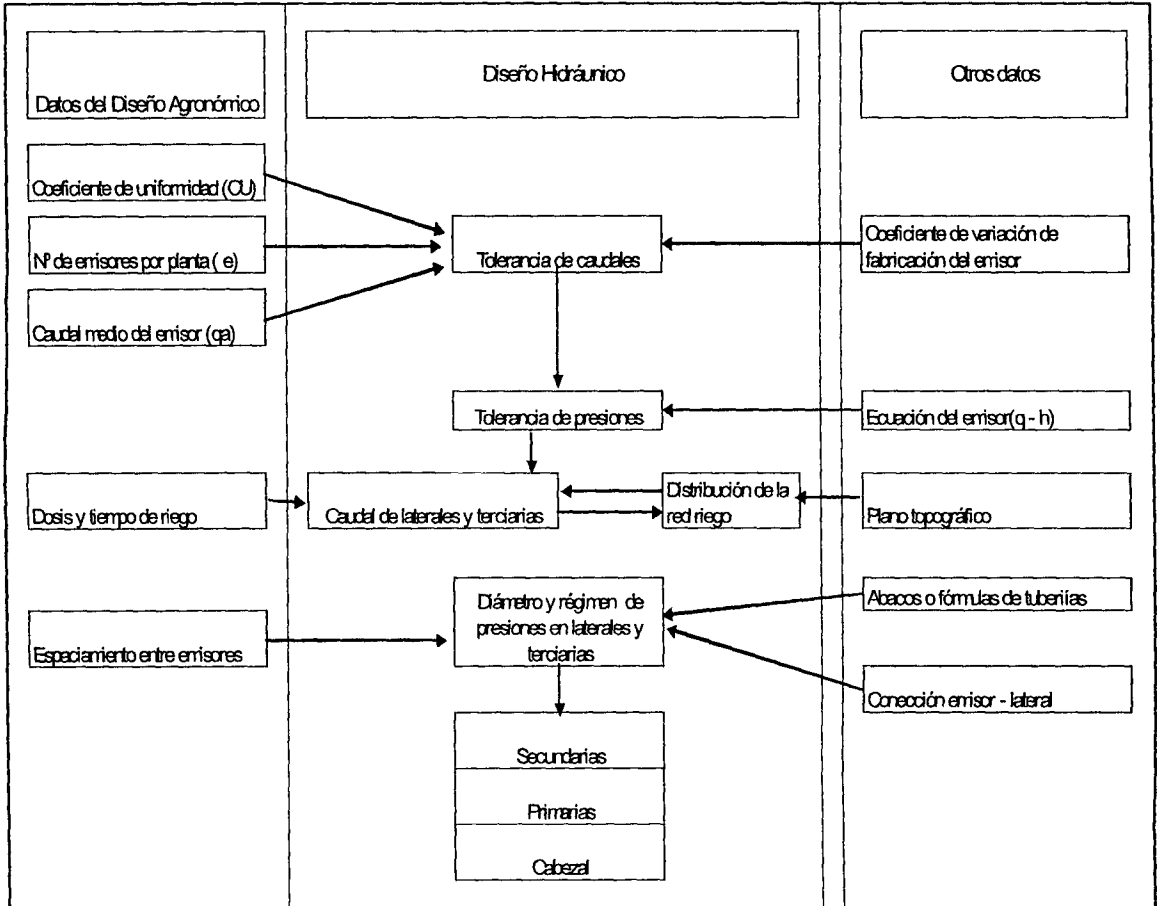 Datos del Diseño Agronómico
Diseño Hidráunico
Otros datos
Coeficiente de uniformidad (CU)
Nº de emisores por planta ( e)
Caudal medio del emisor (qa)
Tolerancia de caudales
Coeficiente de variación de
fabricación del emisor
Tolerancia de presiones
Ecuación del emisor(q - h)
Dosis y tiempo de riego
Caudal de laterales y terciarias
Distribución de la
red riego
Plano topográfico
Espaciamiento entre emisores
Diámetro y régimen de
presiones en laterales y
terciarias
Abacos o fórmulas de tuberiías
Conección emisor - lateral
Secundarias
Primarias
Cabezal